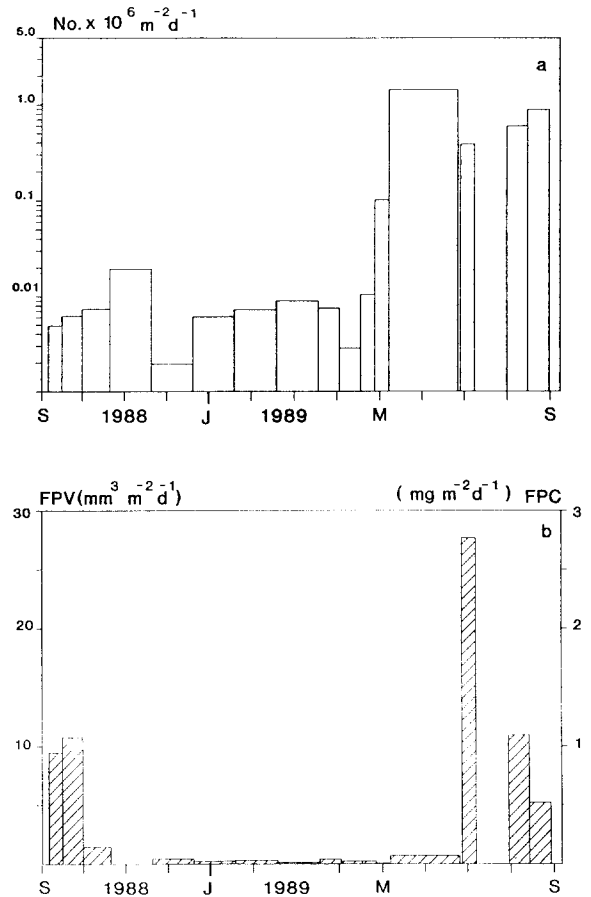 No. x 10⁶ m⁻² d⁻¹
5.0
a
1.0
0.1
0.01
S 1988 J 1989 M S
FPV (mm³ m⁻² d⁻¹) ( mg m⁻² d⁻¹ ) FPC
30 3
b
20 2
10 1
S 1988 J 1989 M S